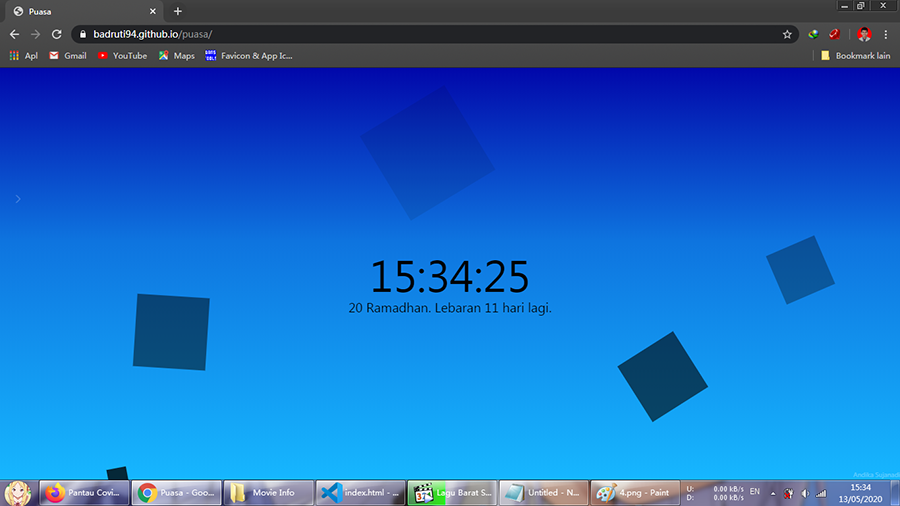 Puasa
badruti94.github.io/puasa/
Apl Gmail YouTube Maps Favicon & App Ic... Bookmark lain
15:34:25
20 Ramadhan. Lebaran 11 hari lagi.
Pantau Covi... Puasa - Goo... Movie Info index.html - ... Lagu Barat S... Untitled - N... 4.png - Paint
U: 0.00 kB/s
D: 0.00 kB/s
EN
15:34
13/05/2020